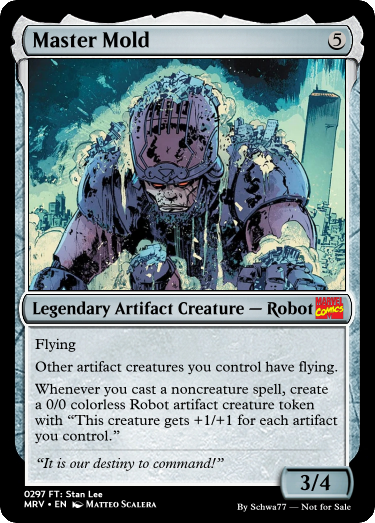 Master Mold 5
Legendary Artifact Creature — Robot
MARVEL
COMICS
Flying
Other artifact creatures you control have flying.
Whenever you cast a noncreature spell, create
a 0/0 colorless Robot artifact creature token
with “This creature gets +1/+1 for each artifact
you control.”
“It is our destiny to command!”
3/4
0297 FT: Stan Lee
MRV • EN Matteo Scalera
By Schwa77 — Not for Sale